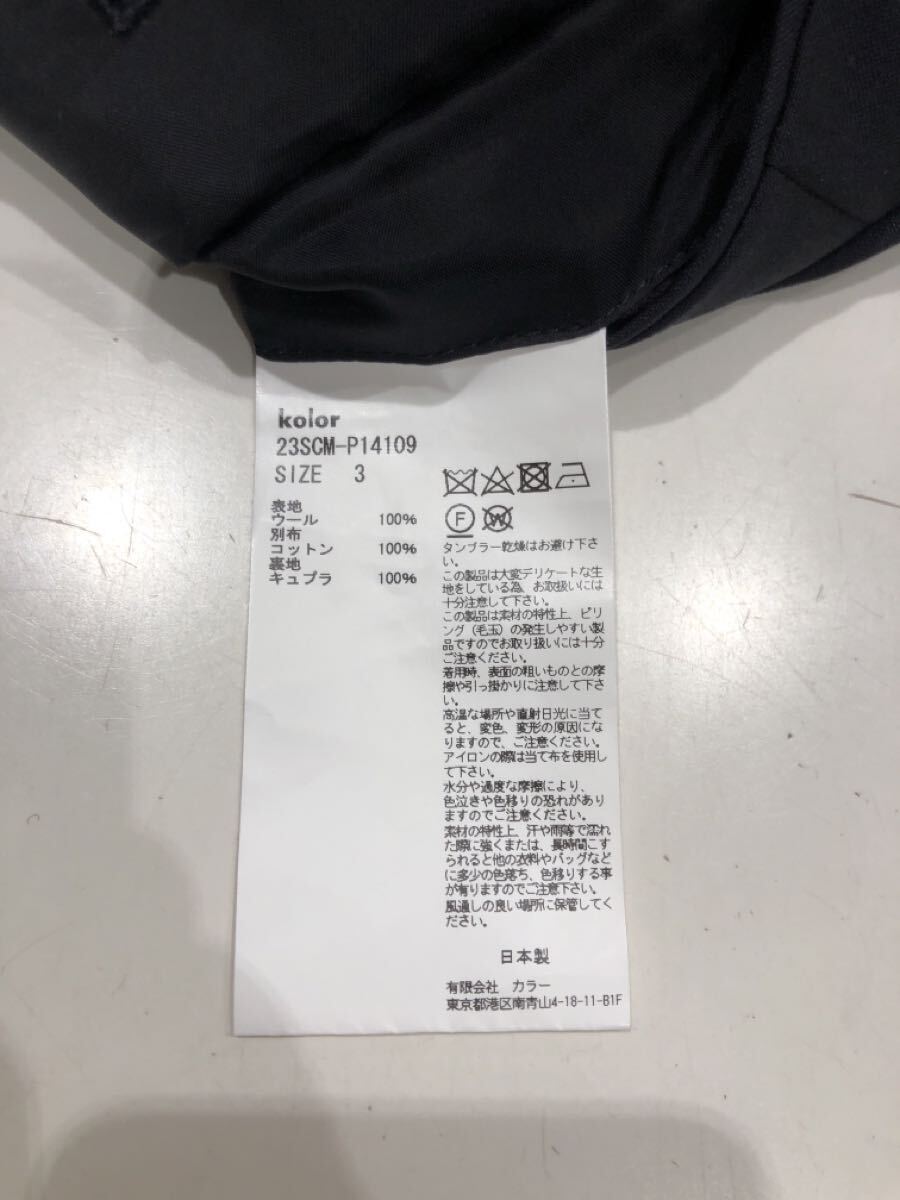 kolor
23SCM-P14109
SIZE 3
表地
ウール 100%
別布
コットン 100%
裏地
キュプラ 100%
F W
タンブラー乾燥はお避け下さ
い。
この製品は大変デリケートな生
地をしている為、お取扱いには
十分注意して下さい。
この製品は素材の特性上、ピリ
ング(毛玉)の発生しやすい製
品ですのでお取り扱いには十分
ご注意ください。
着用時、表面の粗いものとの摩
擦や引っ掛かりに注意して下さ
い。
高温な場所や直射日光に当て
ると、変色、変形の原因にな
りますので、ご注意ください。
アイロンの際は当て布を使用し
て下さい。
水分や過度な摩擦により、
色泣きや色移りの恐れがあり
ますのでご注意ください。
素材の特性上、汗や雨等で濡れ
た際に強くまたは、長時間こす
られると他の衣料やバッグなど
に多少の色落ち、色移りする事
が有りますのでご注意下さい。
風通しの良い場所に保管してく
ださい。
日本製
有限会社 カラー
東京都港区南青山4-18-11-B1F